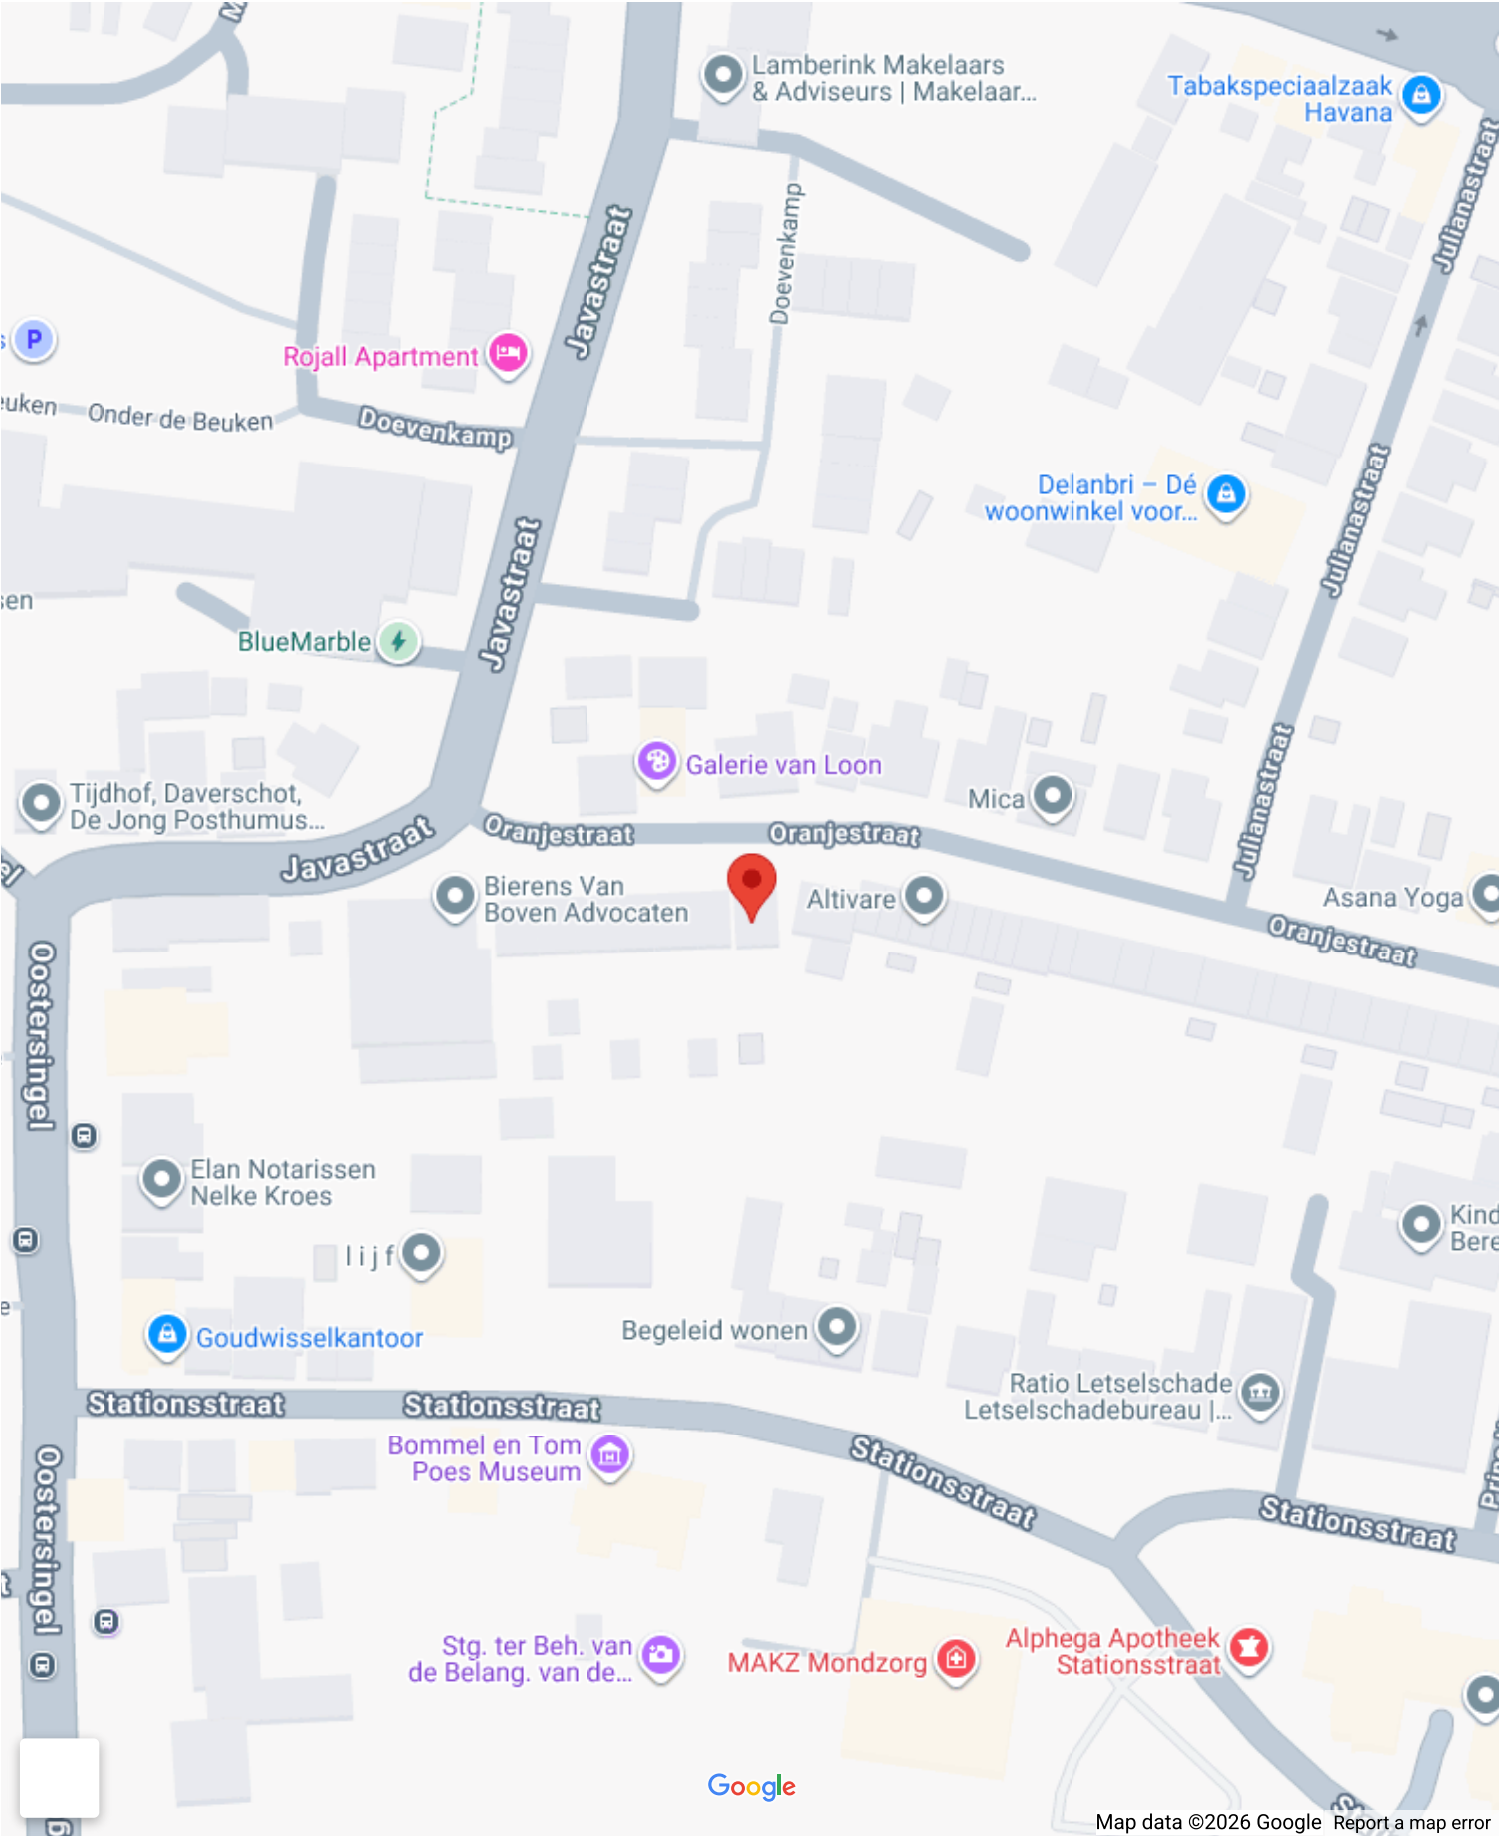 Lamberink Makelaars
& Adviseurs | Makelaar...
Tabakspeciaalzaak
Havana
Julianastraat
Doevenkamp
Javastraat
P
Rojall Apartment
Onder de Beuken
Doevenkamp
Julianastraat
Delanbri – Dé
woonwinkel voor...
Javastraat
BlueMarble
Julianastraat
Galerie van Loon
Mica
Tijdhof, Daverschot,
De Jong Posthumus...
Javastraat
Oranjestraat
Oranjestraat
Bierens Van
Boven Advocaten
Altivare
Asana Yoga
Oranjestraat
Oostersingel
Elan Notarissen
Nelke Kroes
lijf
Kind
Bere
Goudwisselkantoor
Begeleid wonen
Ratio Letselschade
Letselschadebureau |...
Stationsstraat
Stationsstraat
Bommel en Tom
Poes Museum
Stationsstraat
Stationsstraat
Oostersingel
Stg. ter Beh. van
de Belang. van de...
MAKZ Mondzorg
Alphega Apotheek
Stationsstraat
Google
Map data ©2026 Google
Report a map error